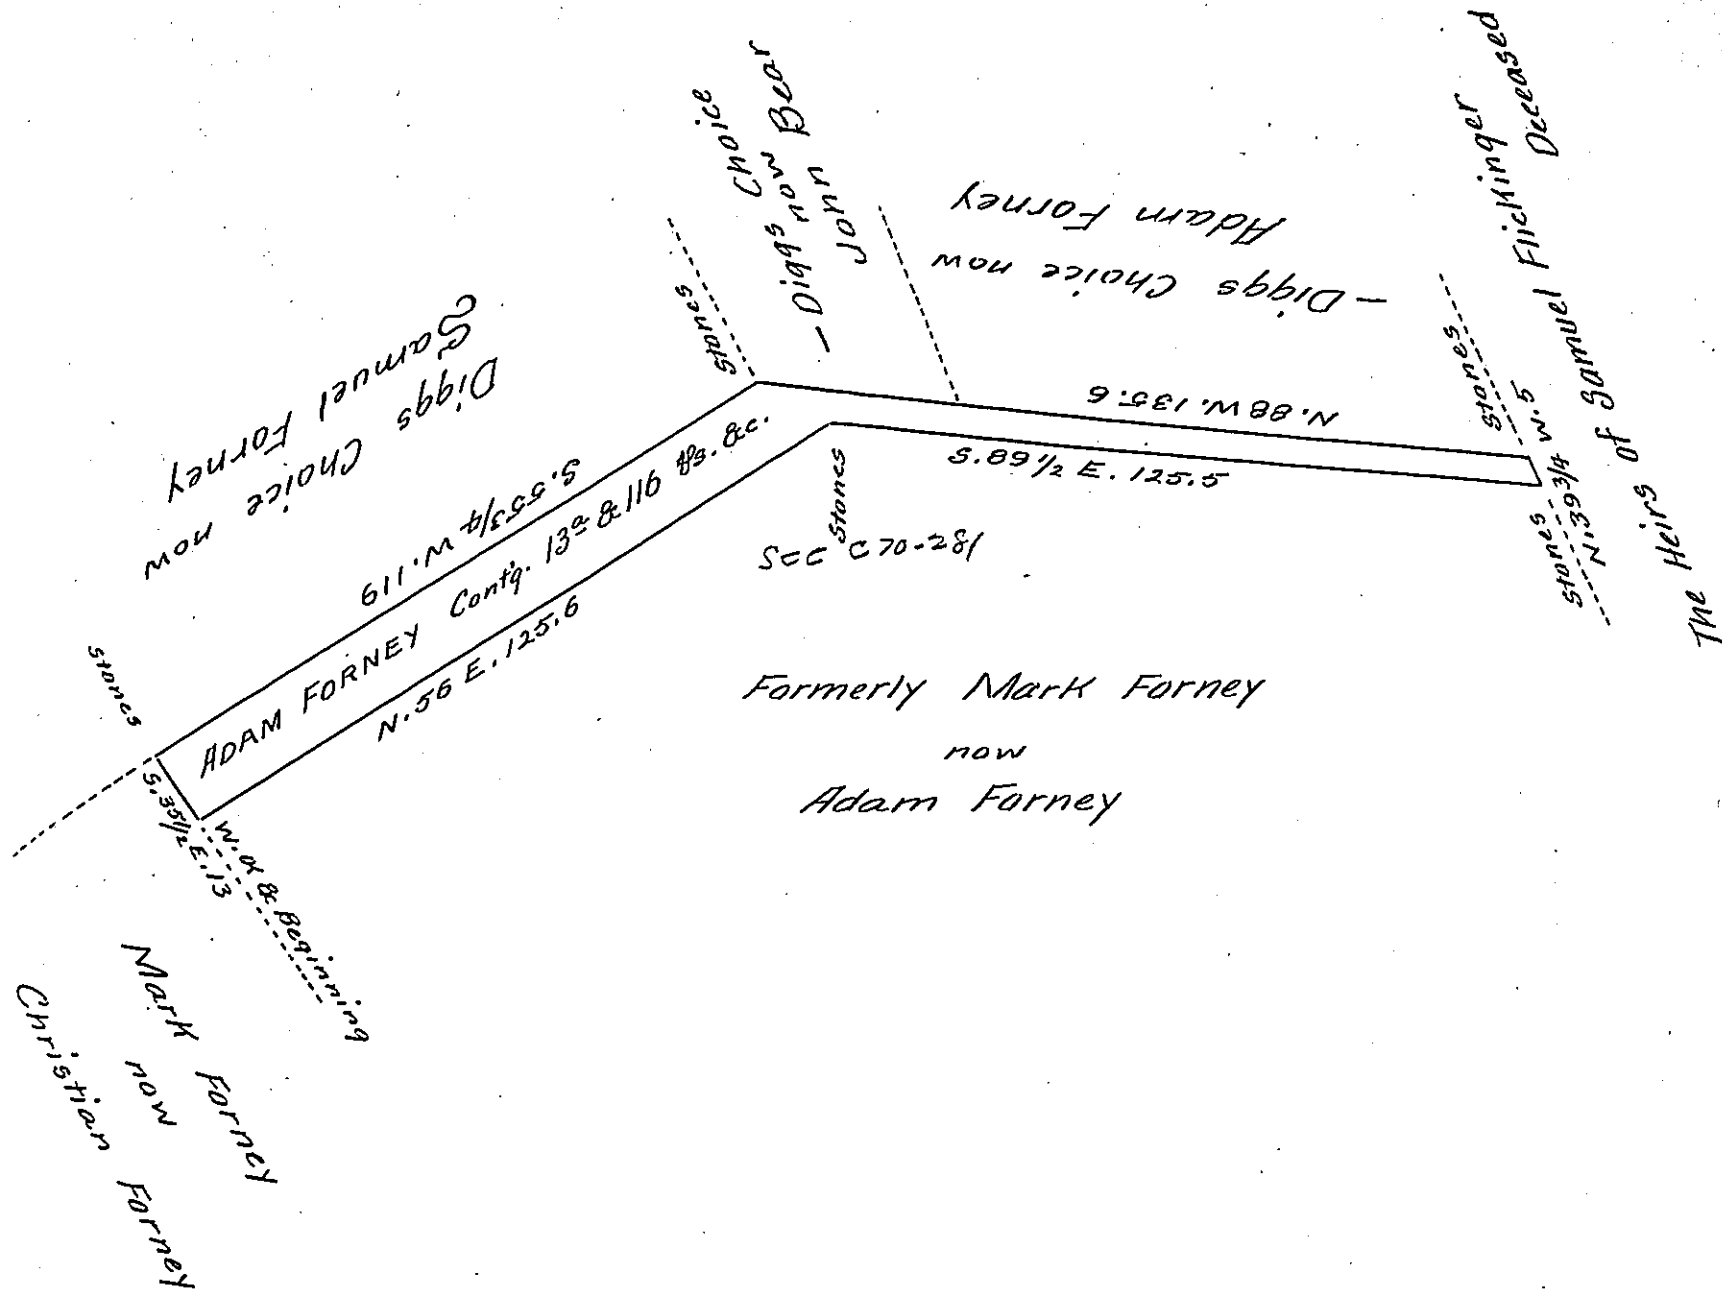 Diggs Choice
now
Samuel Forney
— Diggs Choice
now
John Bear
— Diggs Choice now
Adam Forney
The Heirs of Samuel Flickinger
Deceased
Stones
Stones
Stones
Stones
Stones
stones
S.55 3/4 W. 119
N. 88 W. 135.6
S. 89 1/2 E. 125.5
N. 39 3/4 W. 5
ADAM FORNEY Contg. 13a & 116 ps. &c.
N. 56 E. 125.6
S. 35 1/2 E. 13
W. O. & Beginning
See C 70-281
Formerly Mark Forney
now
Adam Forney
Mark Forney
now
Christian Forney